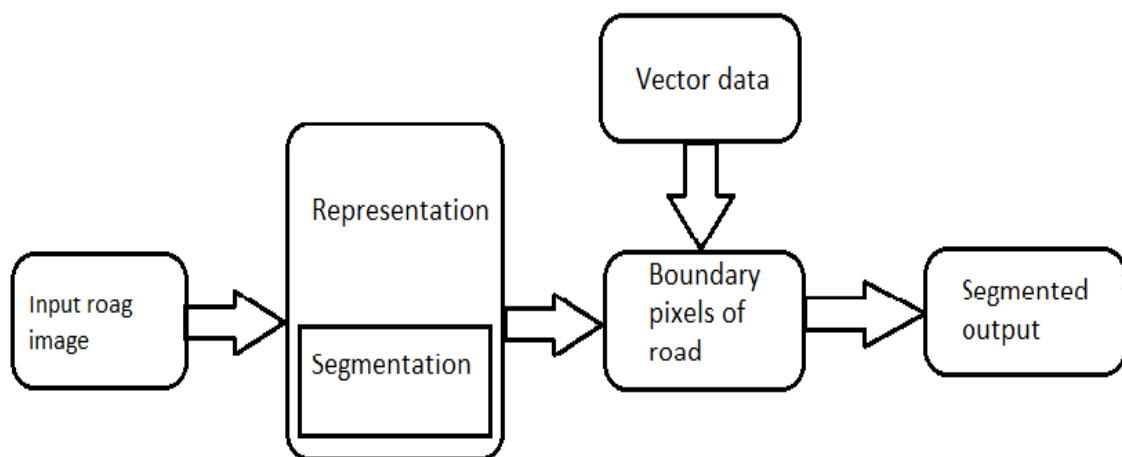 Vector data
Representation
Input roag
image
Segmentation
Boundary
pixels of
road
Segmented
output